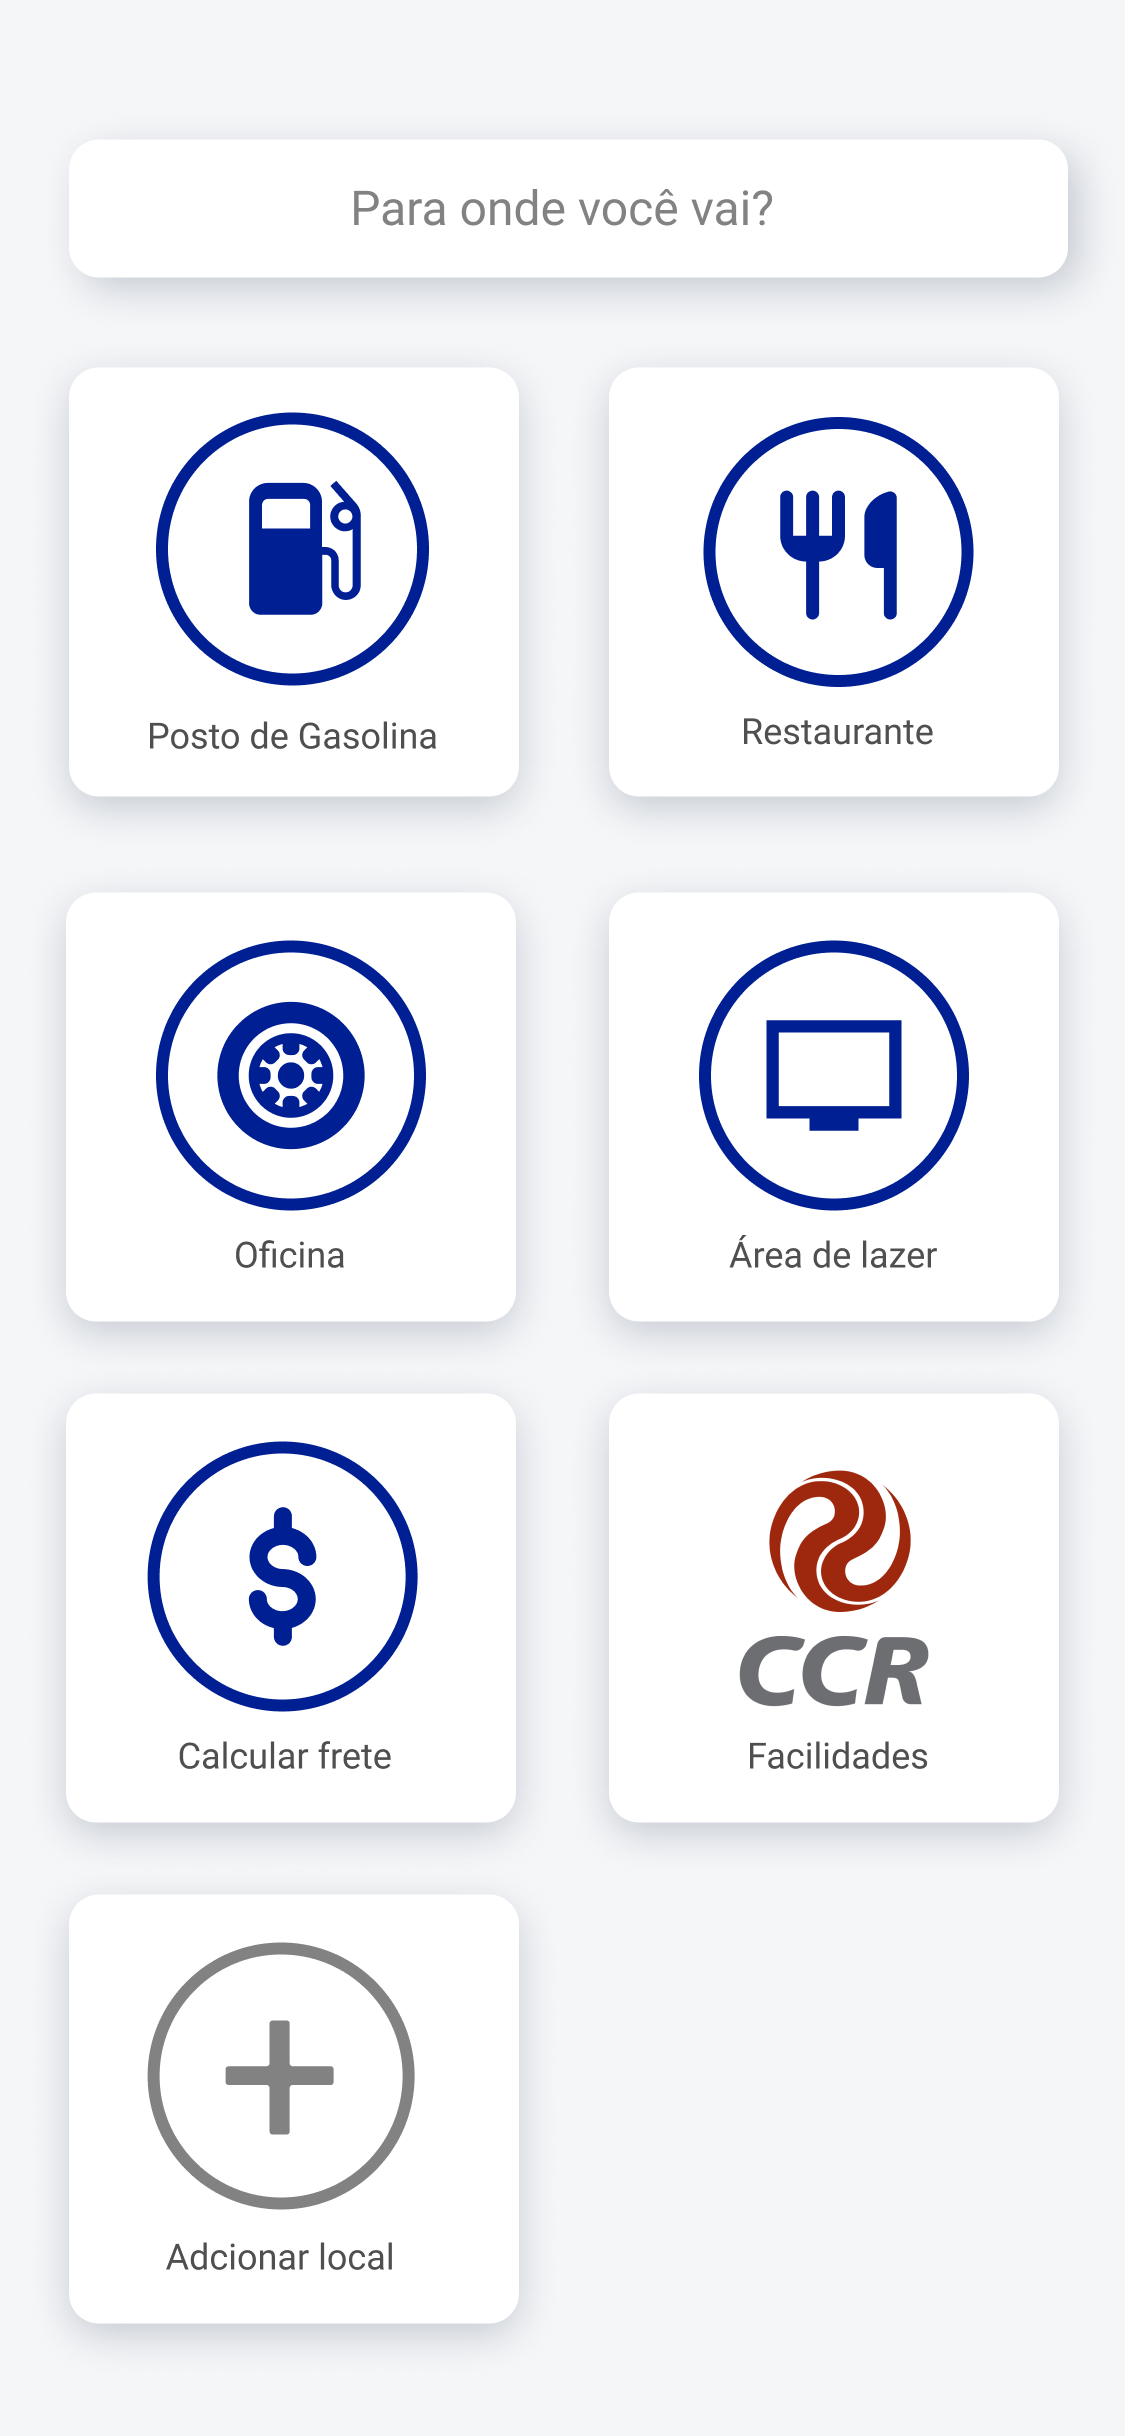 Para onde você vai?
Posto de Gasolina
Restaurante
Oficina
Área de lazer
Calcular frete
CCR
Facilidades
Adcionar local